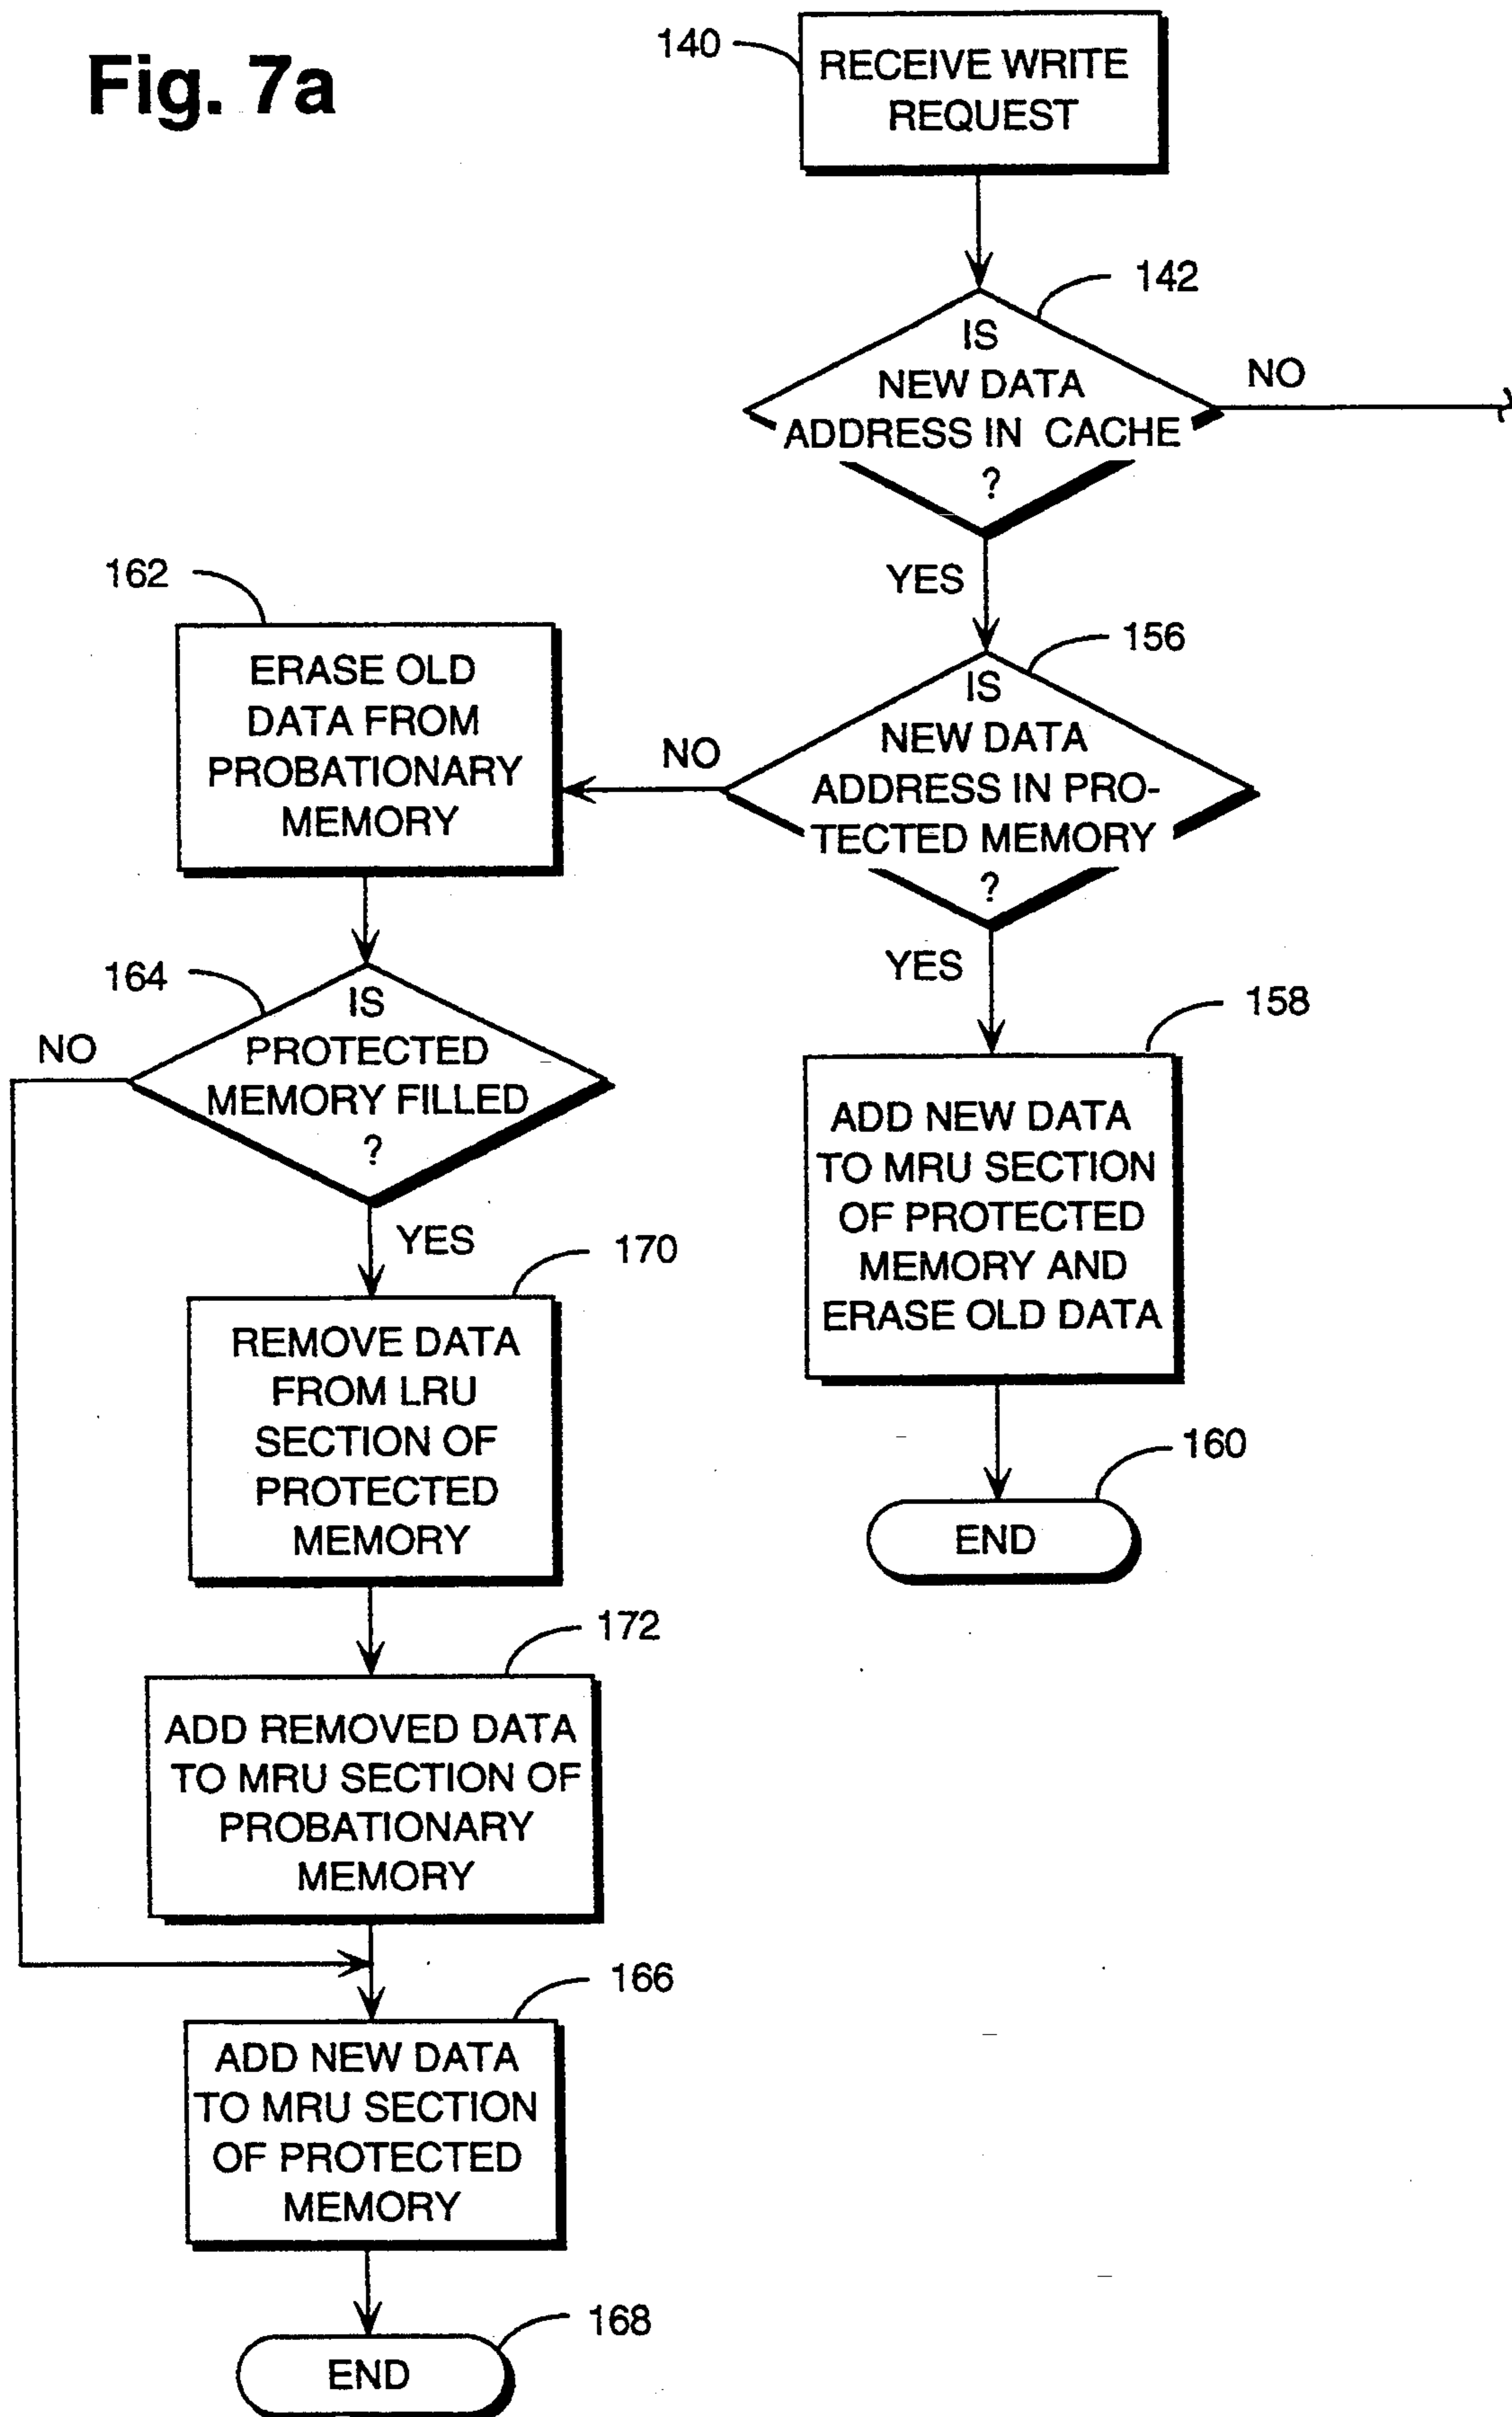 Fig. 7a
140
RECEIVE WRITE
REQUEST
142
IS
NEW DATA
ADDRESS IN CACHE
?
NO
YES
156
IS
NEW DATA
ADDRESS IN PRO-
TECTED MEMORY
?
NO
YES
162
ERASE OLD
DATA FROM
PROBATIONARY
MEMORY
164
IS
PROTECTED
MEMORY FILLED
?
NO
YES
158
ADD NEW DATA
TO MRU SECTION
OF PROTECTED
MEMORY AND
ERASE OLD DATA
160
END
170
REMOVE DATA
FROM LRU
SECTION OF
PROTECTED
MEMORY
172
ADD REMOVED DATA
TO MRU SECTION OF
PROBATIONARY
MEMORY
166
ADD NEW DATA
TO MRU SECTION
OF PROTECTED
MEMORY
168
END